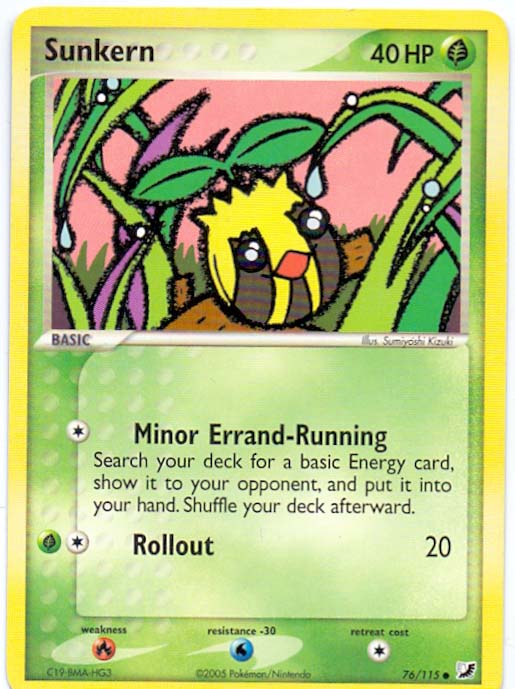 Sunkern 40 HP
BASIC Illus. Sumiyoshi Kizuki
Minor Errand-Running
Search your deck for a basic Energy card,
show it to your opponent, and put it into
your hand. Shuffle your deck afterward.
Rollout 20
weakness resistance -30 retreat cost
C19-BMA-HG3 ©2005 Pokémon/Nintendo 76/115